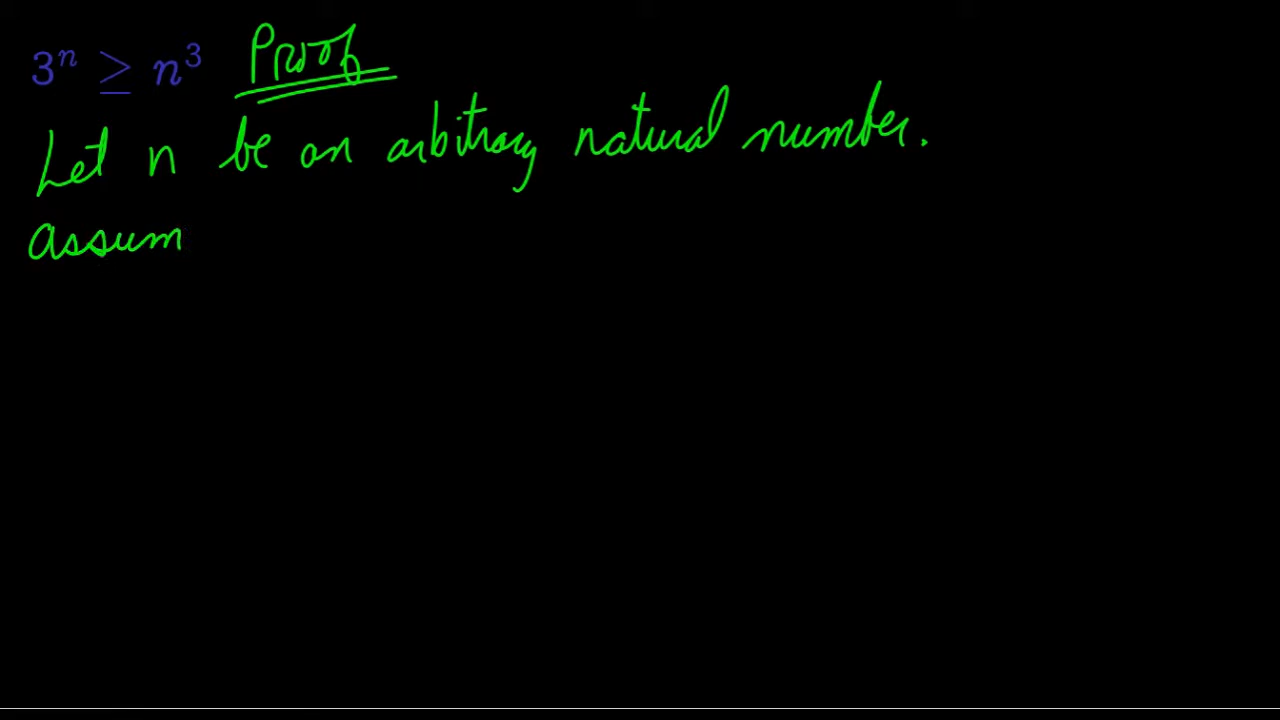 3ⁿ ≥ n³ Proof
Let n be an arbitrary natural number.
Assum